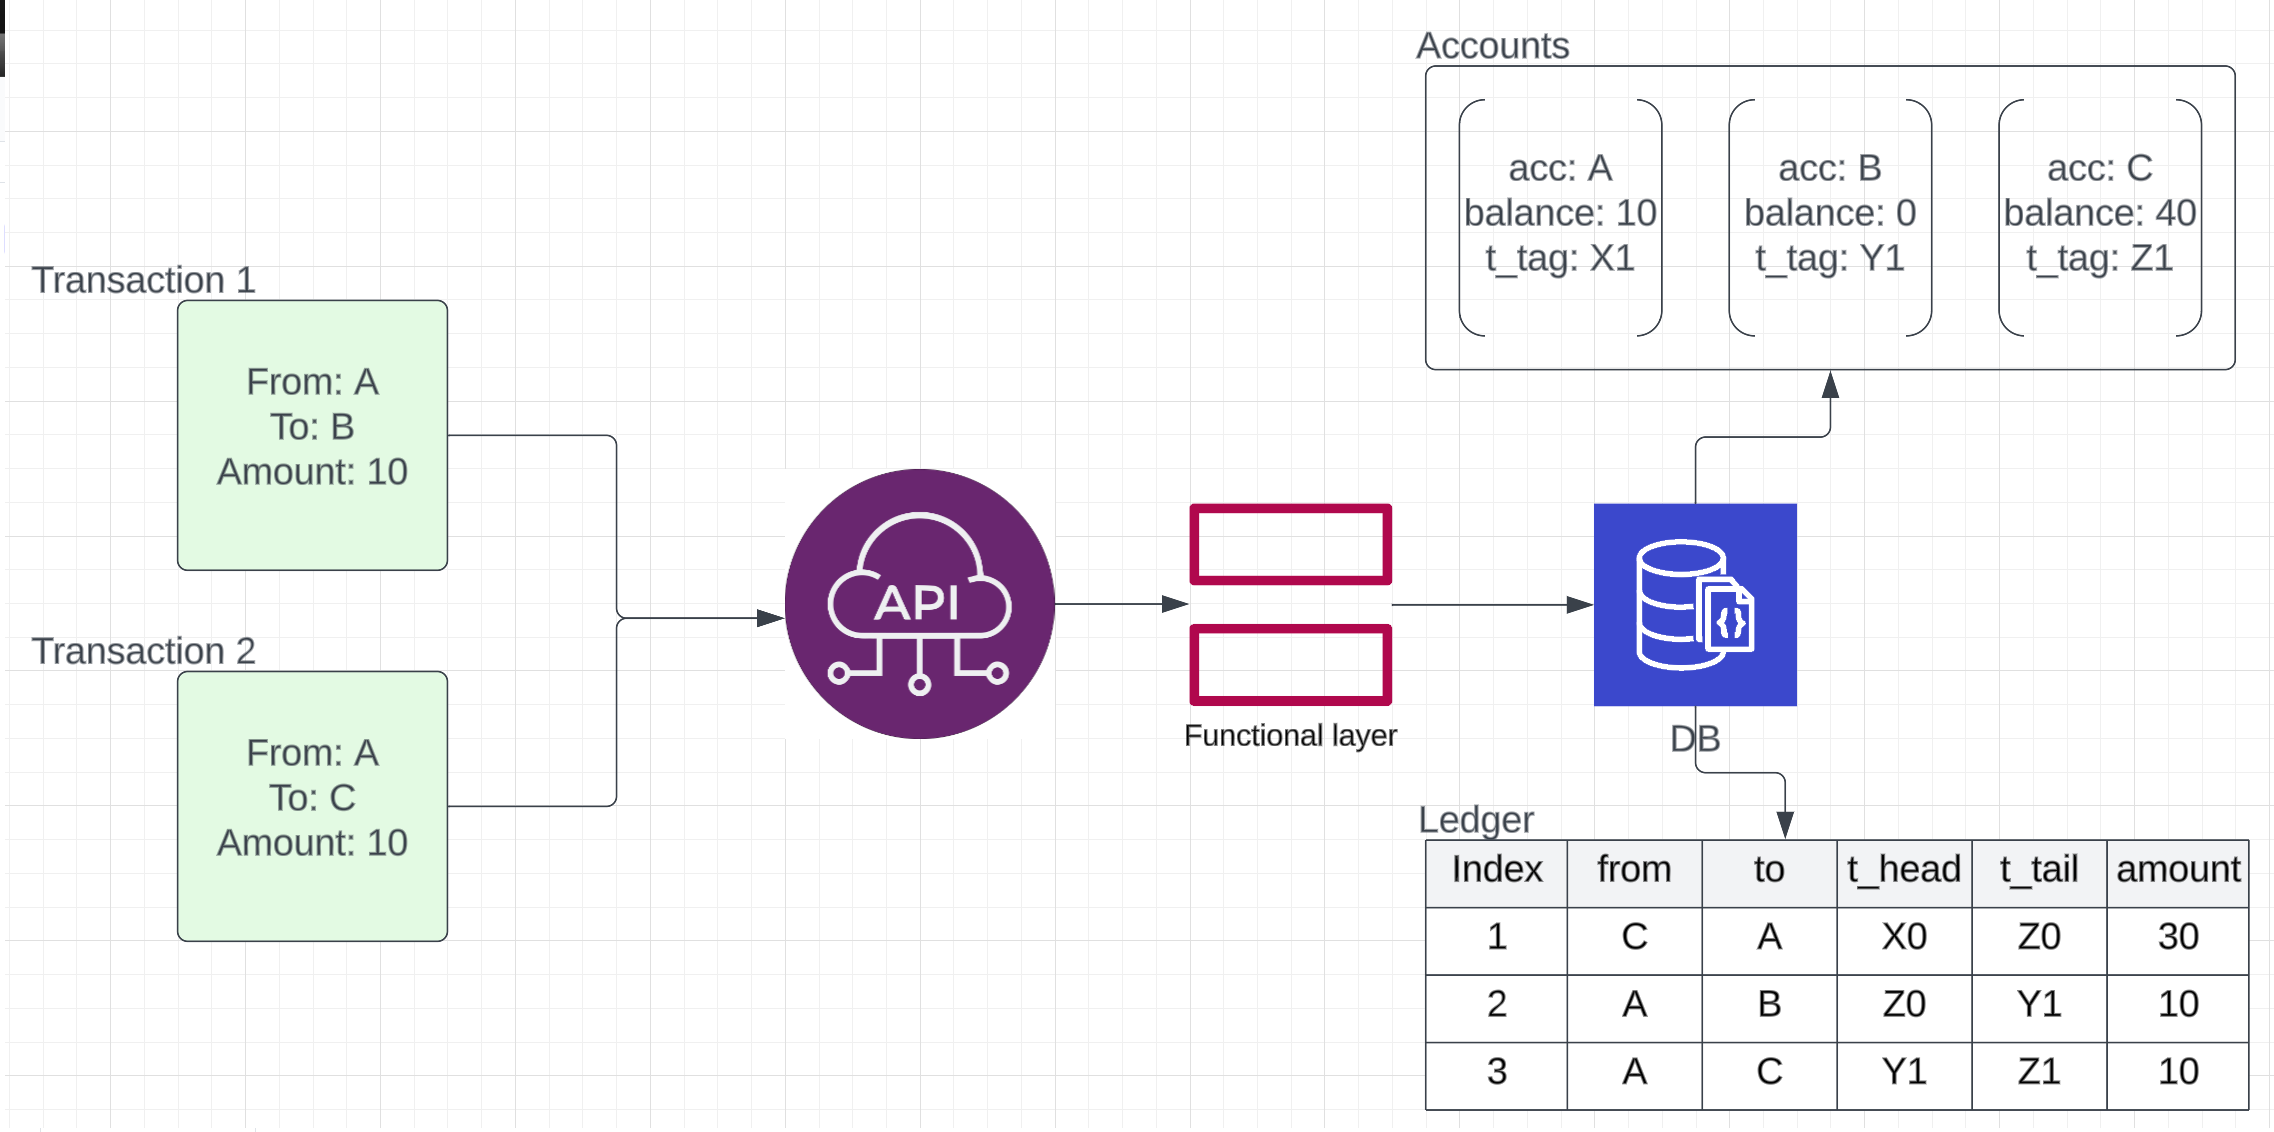 Accounts
acc: A
balance: 10
t_tag: X1
acc: B
balance: 0
t_tag: Y1
acc: C
balance: 40
t_tag: Z1
Transaction 1
From: A
To: B
Amount: 10
Transaction 2
From: A
To: C
Amount: 10
API
Functional layer
DB
Ledger
Index from to t_head t_tail amount
1 C A X0 Z0 30
2 A B Z0 Y1 10
3 A C Y1 Z1 10